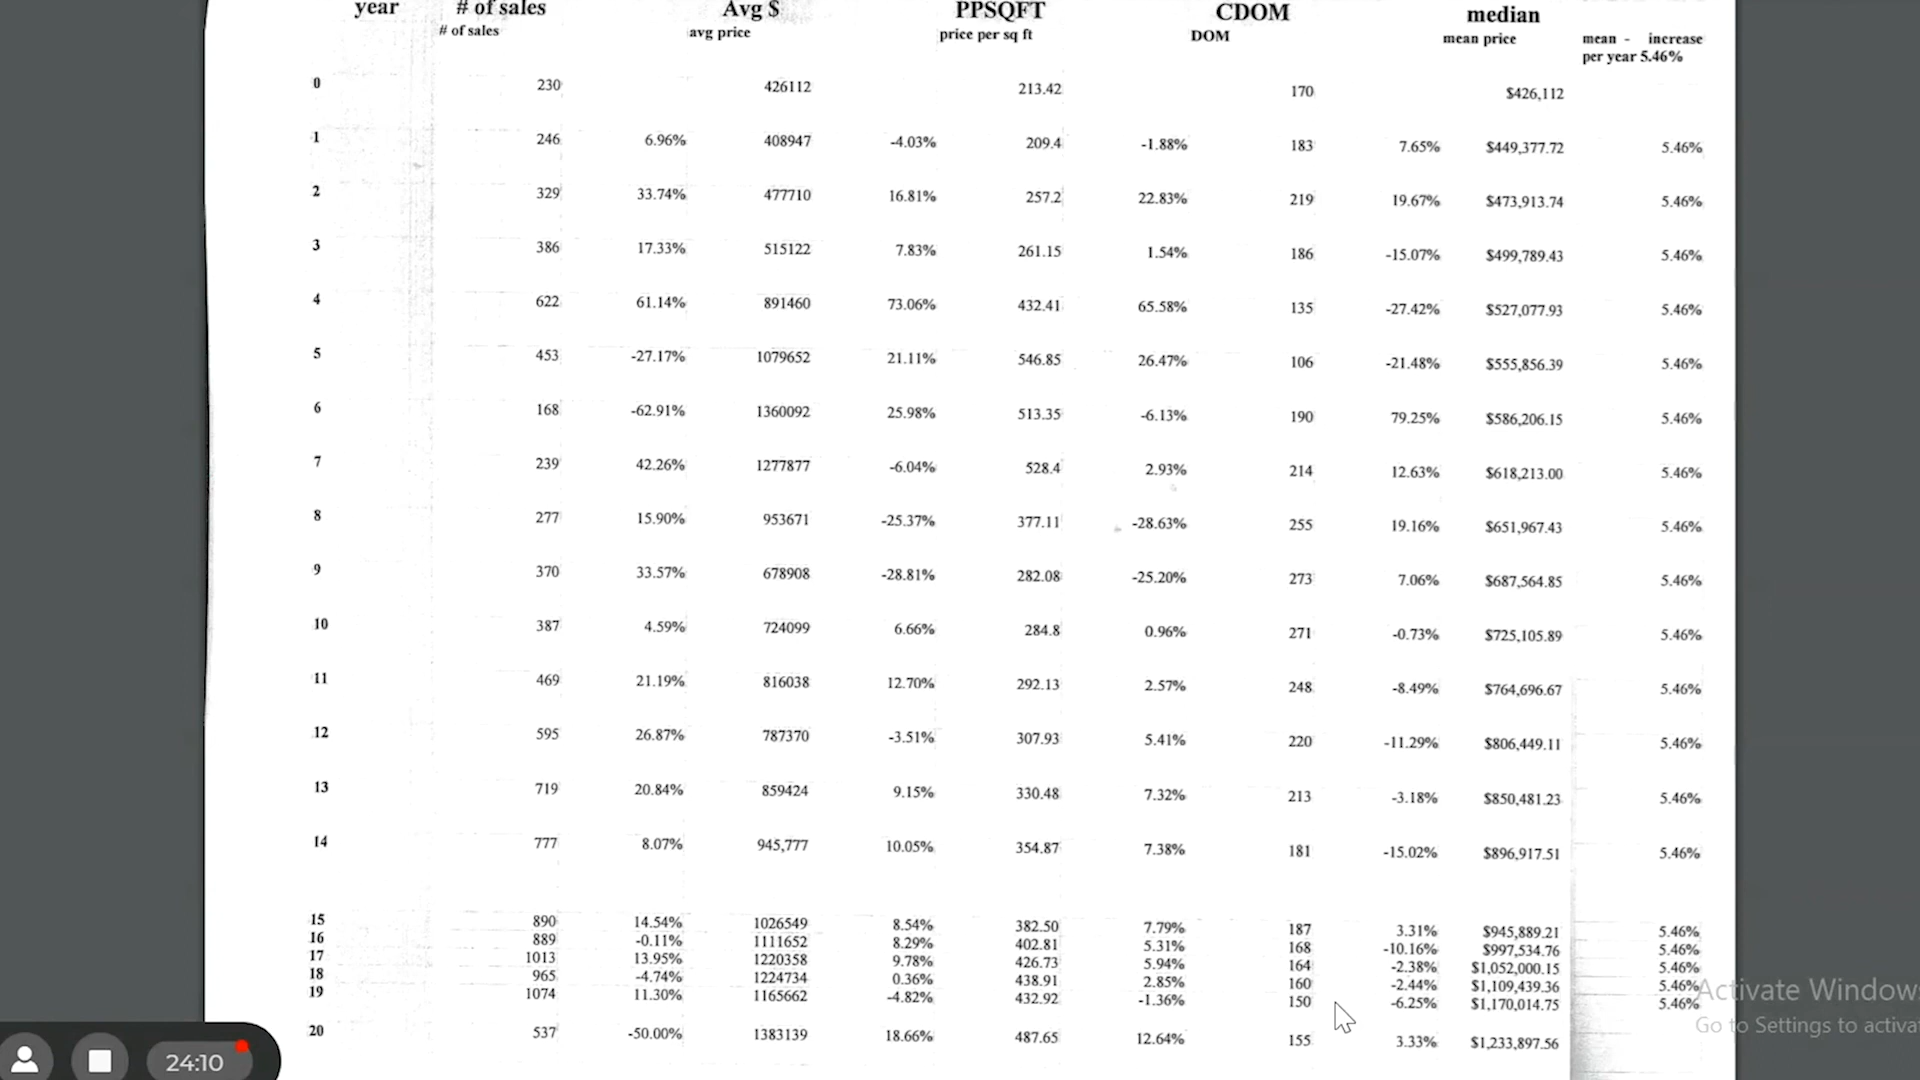 year # of sales Avg $ PPSQFT CDOM median
# of sales avg price price per sq ft DOM mean price mean - increase
per year 5.46%
0 230 426112 213.42 170 $426,112
1 246 6.96% 408947 -4.03% 209.4 -1.88% 183 7.65% $449,377.72 5.46%
2 329 33.74% 477710 16.81% 257.2 22.83% 219 19.67% $473,913.74 5.46%
3 386 17.33% 515122 7.83% 261.15 1.54% 186 -15.07% $499,789.43 5.46%
4 622 61.14% 891460 73.06% 432.41 65.58% 135 -27.42% $527,077.93 5.46%
5 453 -27.17% 1079652 21.11% 546.85 26.47% 106 -21.48% $555,856.39 5.46%
6 168 -62.91% 1360092 25.98% 513.35 -6.13% 190 79.25% $586,206.15 5.46%
7 239 42.26% 1277877 -6.04% 528.4 2.93% 214 12.63% $618,213.00 5.46%
8 277 15.90% 953671 -25.37% 377.11 -28.63% 255 19.16% $651,967.43 5.46%
9 370 33.57% 678908 -28.81% 282.08 -25.20% 273 7.06% $687,564.85 5.46%
10 387 4.59% 724099 6.66% 284.8 0.96% 271 -0.73% $725,105.89 5.46%
11 469 21.19% 816038 12.70% 292.13 2.57% 248 -8.49% $764,696.67 5.46%
12 595 26.87% 787370 -3.51% 307.93 5.41% 220 -11.29% $806,449.11 5.46%
13 719 20.84% 859424 9.15% 330.48 7.32% 213 -3.18% $850,481.23 5.46%
14 777 8.07% 945,777 10.05% 354.87 7.38% 181 -15.02% $896,917.51 5.46%
15 890 14.54% 1026549 8.54% 382.50 7.79% 187 3.31% $945,889.21 5.46%
16 889 -0.11% 1111652 8.29% 402.81 5.31% 168 -10.16% $997,534.76 5.46%
17 1013 13.95% 1220358 9.78% 426.73 5.94% 164 -2.38% $1,052,000.15 5.46%
18 965 -4.74% 1224734 0.36% 438.91 2.85% 160 -2.44% $1,109,439.36 5.46%
19 1074 11.30% 1165662 -4.82% 432.92 -1.36% 150 -6.25% $1,170,014.75 5.46%
20 537 -50.00% 1383139 18.66% 487.65 12.64% 155 3.33% $1,233,897.56
Activate Windows
Go to Settings to activa
24:10